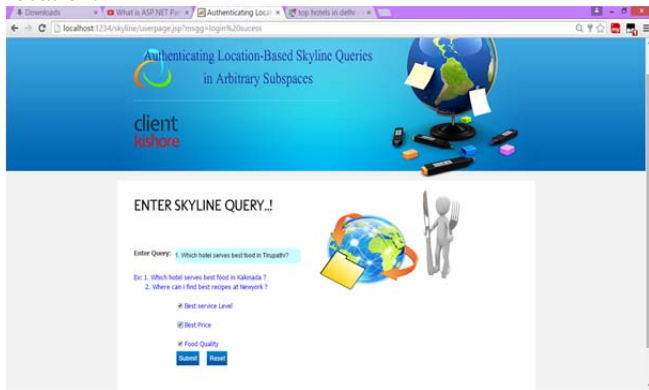 Downloads
What is ASP.NET Pa
Authenticating Locat
top hotels in delhi
localhost:1234/skyline/userpage.jsp?msgg=login%20sucess
Authenticating Location-Based Skyline Queries
in Arbitrary Subspaces
client
kishore
ENTER SKYLINE QUERY..!
Enter Query: 1. Which hotel serves best food in Tirupathi?
Ex: 1. Which hotel serves best food in Kakinada ?
2. Where can i find best recipes at Newyork ?
Best service Level
Best Price
Food Quality
Submit Reset